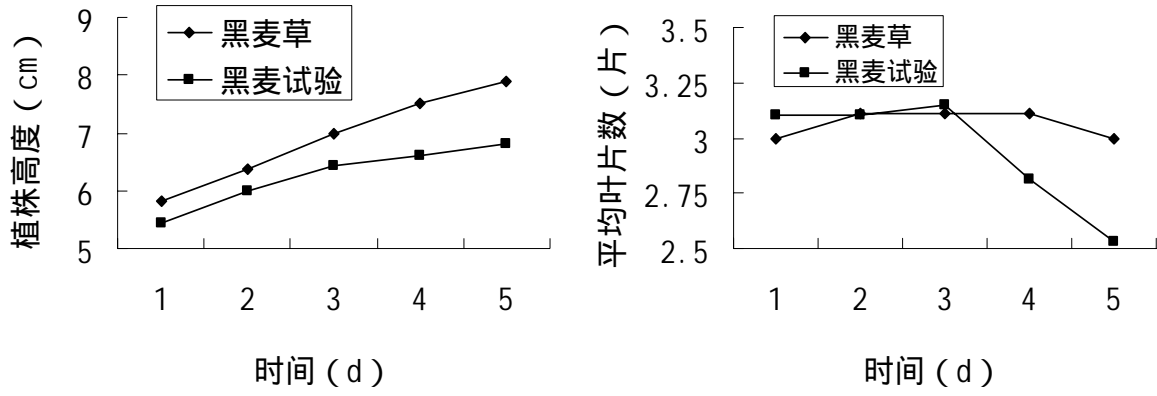 植株高度(cm)
9
8
7
6
5
黑麦草
黑麦试验
1 2 3 4 5
时间(d)
平均叶片数(片)
3.5
3.25
3
2.75
2.5
黑麦草
黑麦试验
1 2 3 4 5
时间(d)